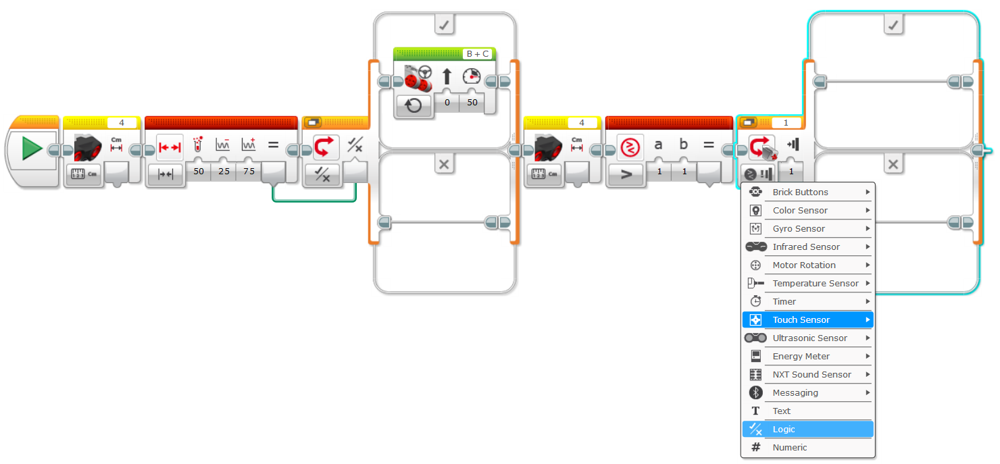 B + C
0 50
4
Cm
123 Cm
50 25 75 =
4
Cm
123 Cm
a b =
> 1 1
1
1
Brick Buttons
Color Sensor
Gyro Sensor
Infrared Sensor
Motor Rotation
Temperature Sensor
Timer
Touch Sensor
Ultrasonic Sensor
Energy Meter
NXT Sound Sensor
Messaging
T Text
Logic
# Numeric